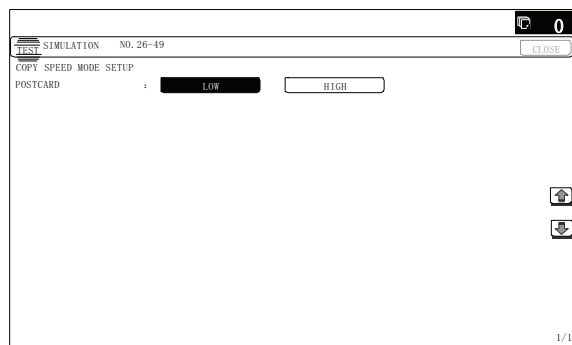 0
TEST SIMULATION NO. 26-49
CLOSE
COPY SPEED MODE SETUP
POSTCARD : LOW HIGH
1/1